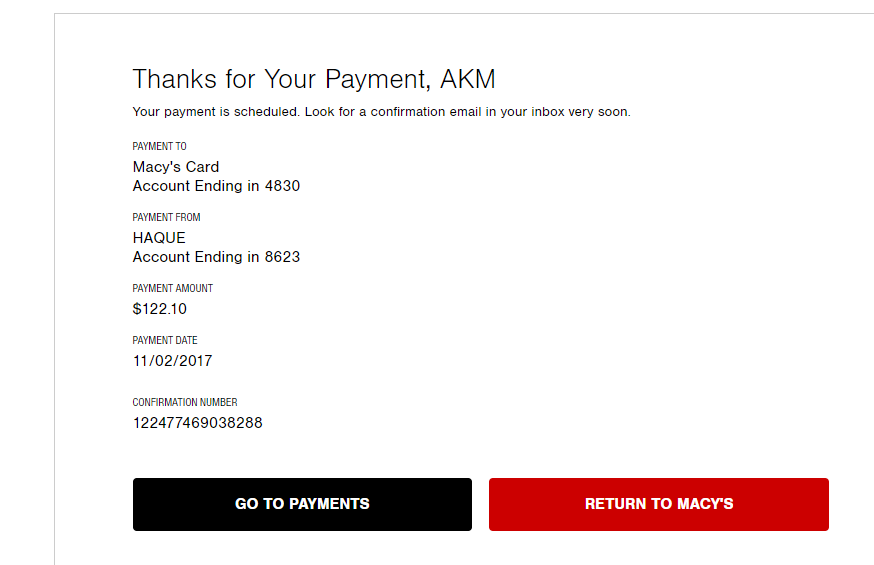 Thanks for Your Payment, AKM
Your payment is scheduled. Look for a confirmation email in your inbox very soon.
PAYMENT TO
Macy's Card
Account Ending in 4830
PAYMENT FROM
HAQUE
Account Ending in 8623
PAYMENT AMOUNT
$122.10
PAYMENT DATE
11/02/2017
CONFIRMATION NUMBER
122477469038288
GO TO PAYMENTS
RETURN TO MACY'S